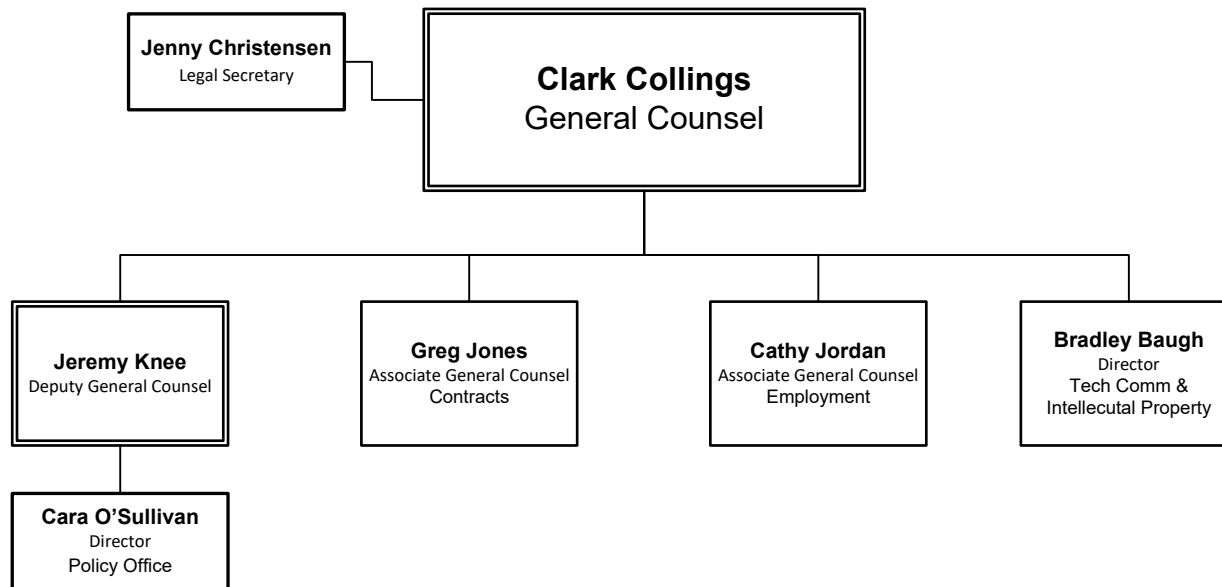 Jenny Christensen
Legal Secretary
Clark Collings
General Counsel
Jeremy Knee
Deputy General Counsel
Greg Jones
Associate General Counsel
Contracts
Cathy Jordan
Associate General Counsel
Employment
Bradley Baugh
Director
Tech Comm &
Intellecutal Property
Cara O’Sullivan
Director
Policy Office